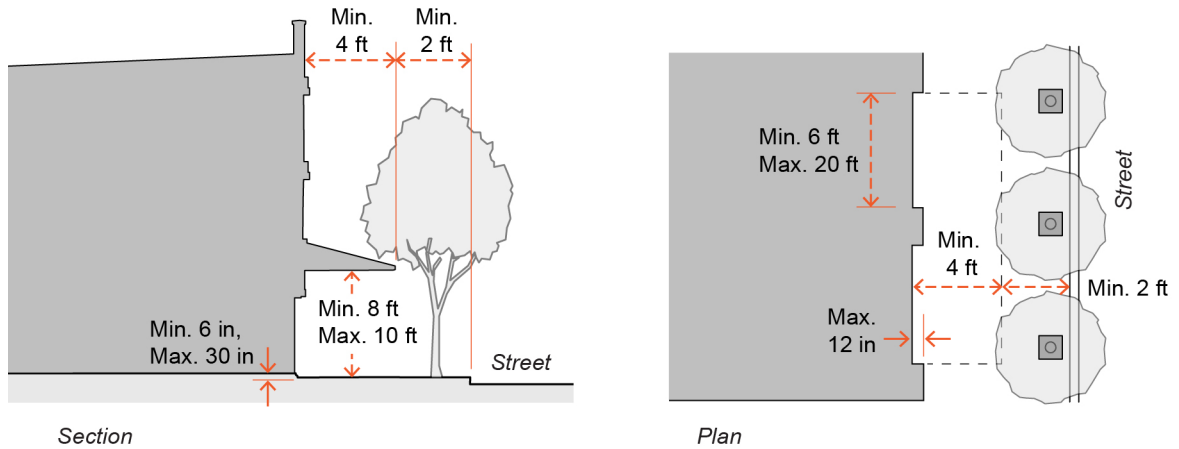 Min.
4 ft
Min.
2 ft
Min. 8 ft
Max. 10 ft
Min. 6 in,
Max. 30 in
Street
Section
Min. 6 ft
Max. 20 ft
Street
Min.
4 ft
Min. 2 ft
Max.
12 in
Plan